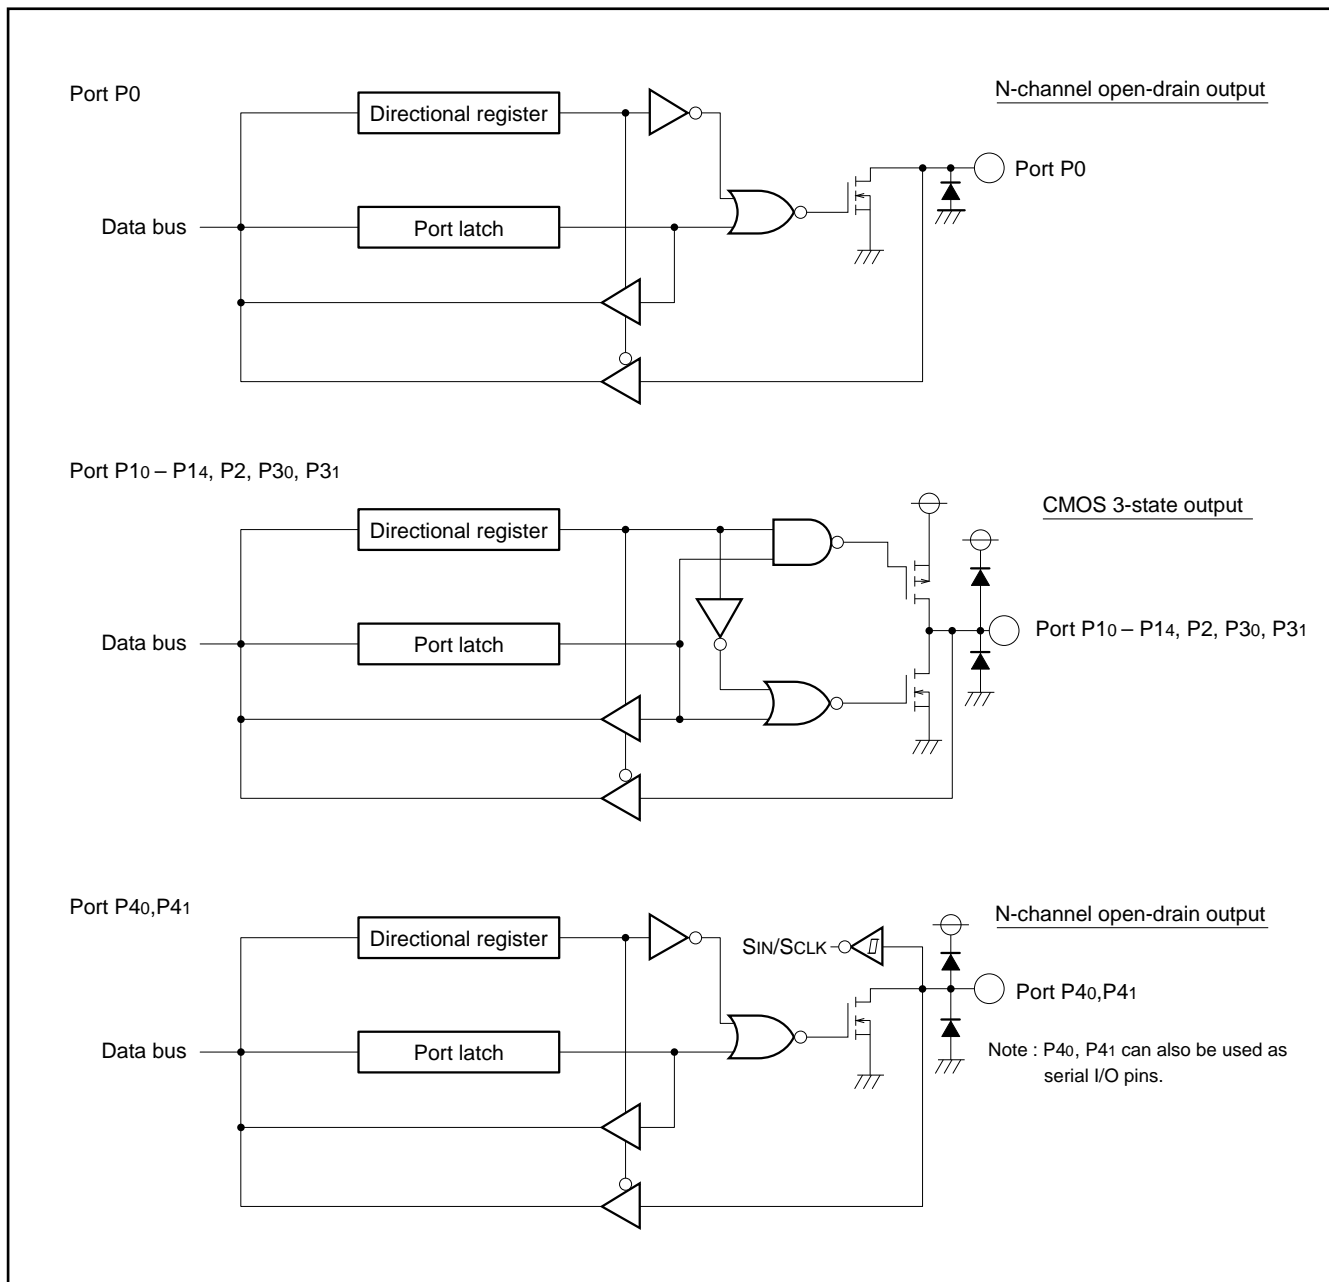 Port P0
N-channel open-drain output
Directional register
Port P0
Data bus
Port latch
Port P10 – P14, P2, P30, P31
CMOS 3-state output
Directional register
Port P10 – P14, P2, P30, P31
Data bus
Port latch
Port P40,P41
N-channel open-drain output
Directional register
SIN/SCLK
Port P40,P41
Data bus
Port latch
Note : P40, P41 can also be used as
serial I/O pins.